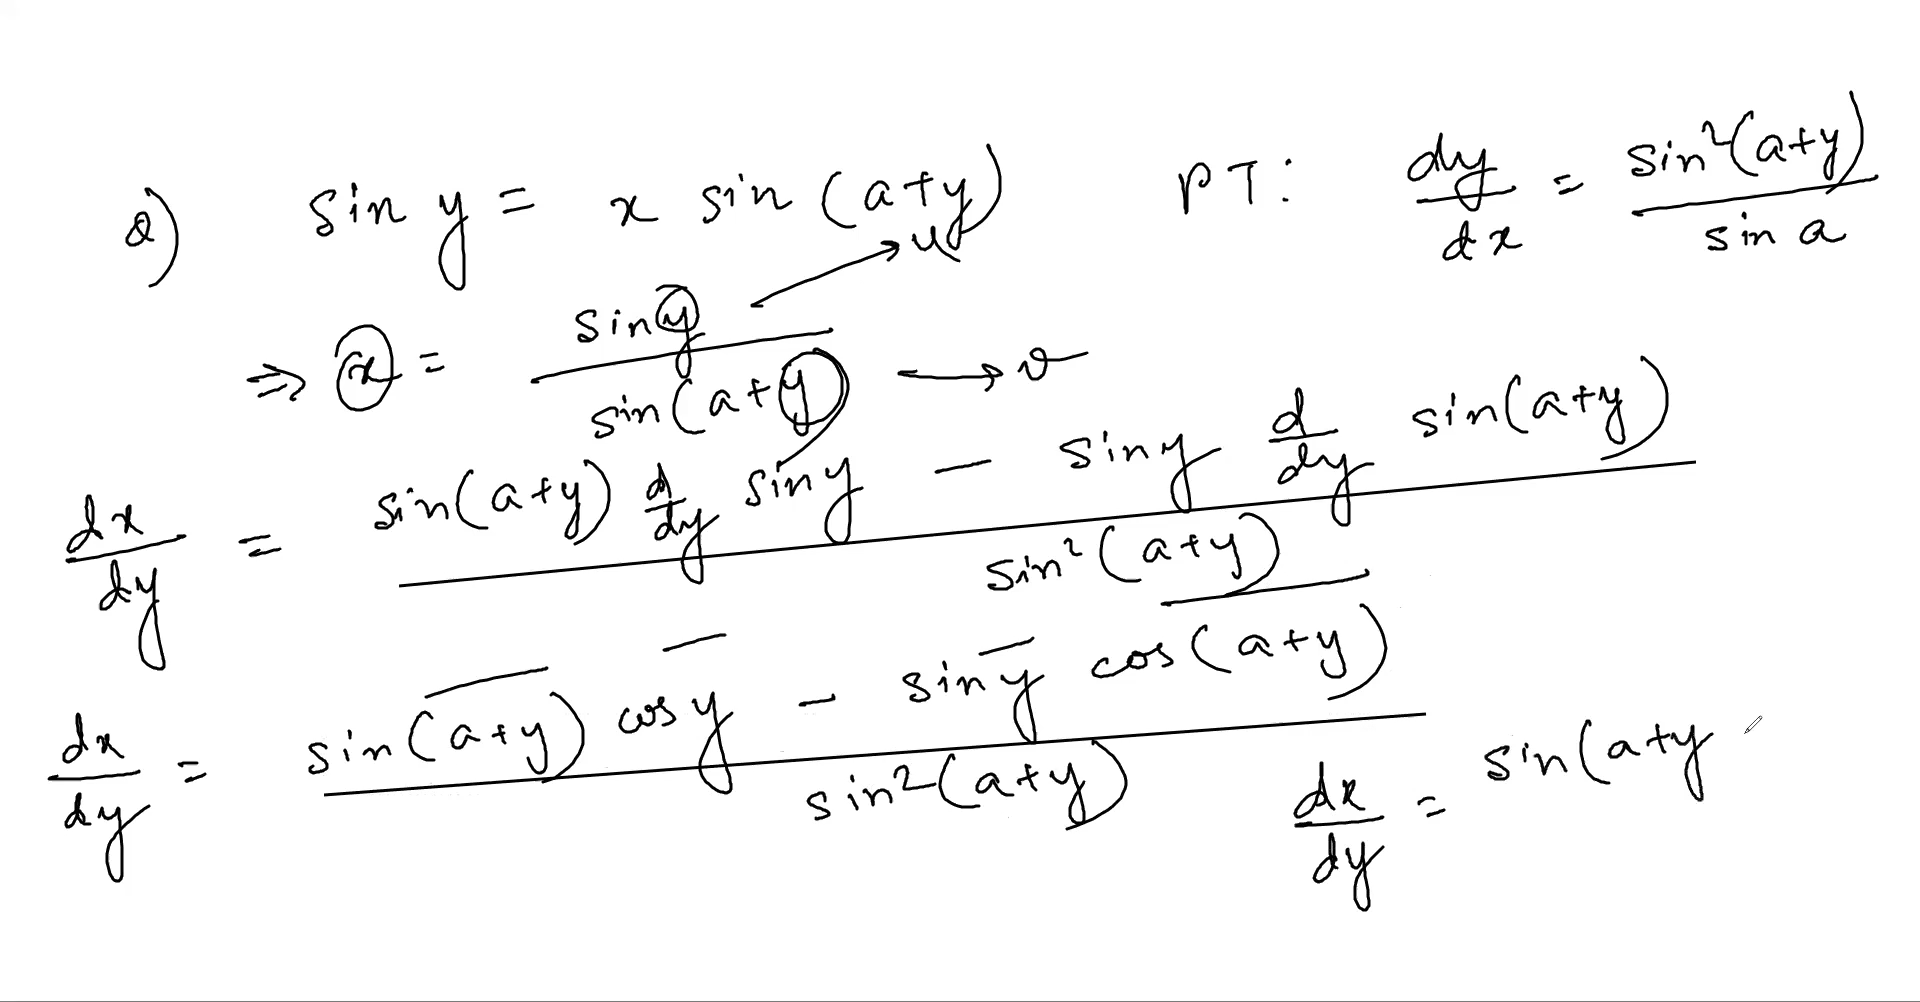 Q) sin y = x sin (a+y) PT: dy/dx = sin²(a+y)/sin a
⇒ x = sin y/sin(a+y) → u → v
dx/dy = sin(a+y) d/dy sin y − sin y d/dy sin(a+y) / sin²(a+y)
dx/dy = sin(a+y) cos y − sin y cos(a+y) / sin²(a+y)
dx/dy = sin(a+y